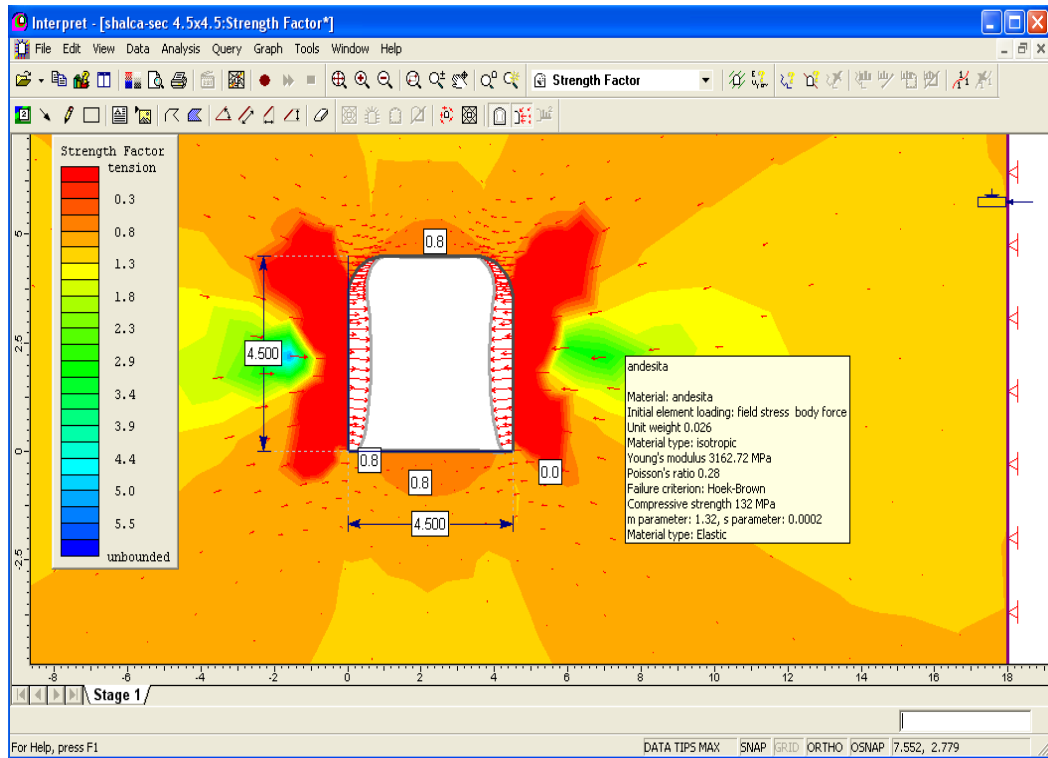 Interpret - [shalca-sec 4.5x4.5:Strength Factor*]
File Edit View Data Analysis Query Graph Tools Window Help
Strength Factor
Strength Factor
tension
0.3
0.8
1.3
1.8
2.3
2.9
3.4
3.9
4.4
5.0
5.5
unbounded
5
2.5
0
-2.5
0.8
4.500
0.8
0.8
0.0
4.500
andesita
Material: andesita
Initial element loading: field stress body force
Unit weight 0.026
Material type: isotropic
Young's modulus 3162.72 MPa
Poisson's ratio 0.28
Failure criterion: Hoek-Brown
Compressive strength 132 MPa
m parameter: 1.32, s parameter: 0.0002
Material type: Elastic
-8 -6 -4 -2 0 2 4 6 8 10 12 14 16 18
Stage 1
For Help, press F1
DATA TIPS MAX SNAP GRID ORTHO OSNAP 7.552, 2.779